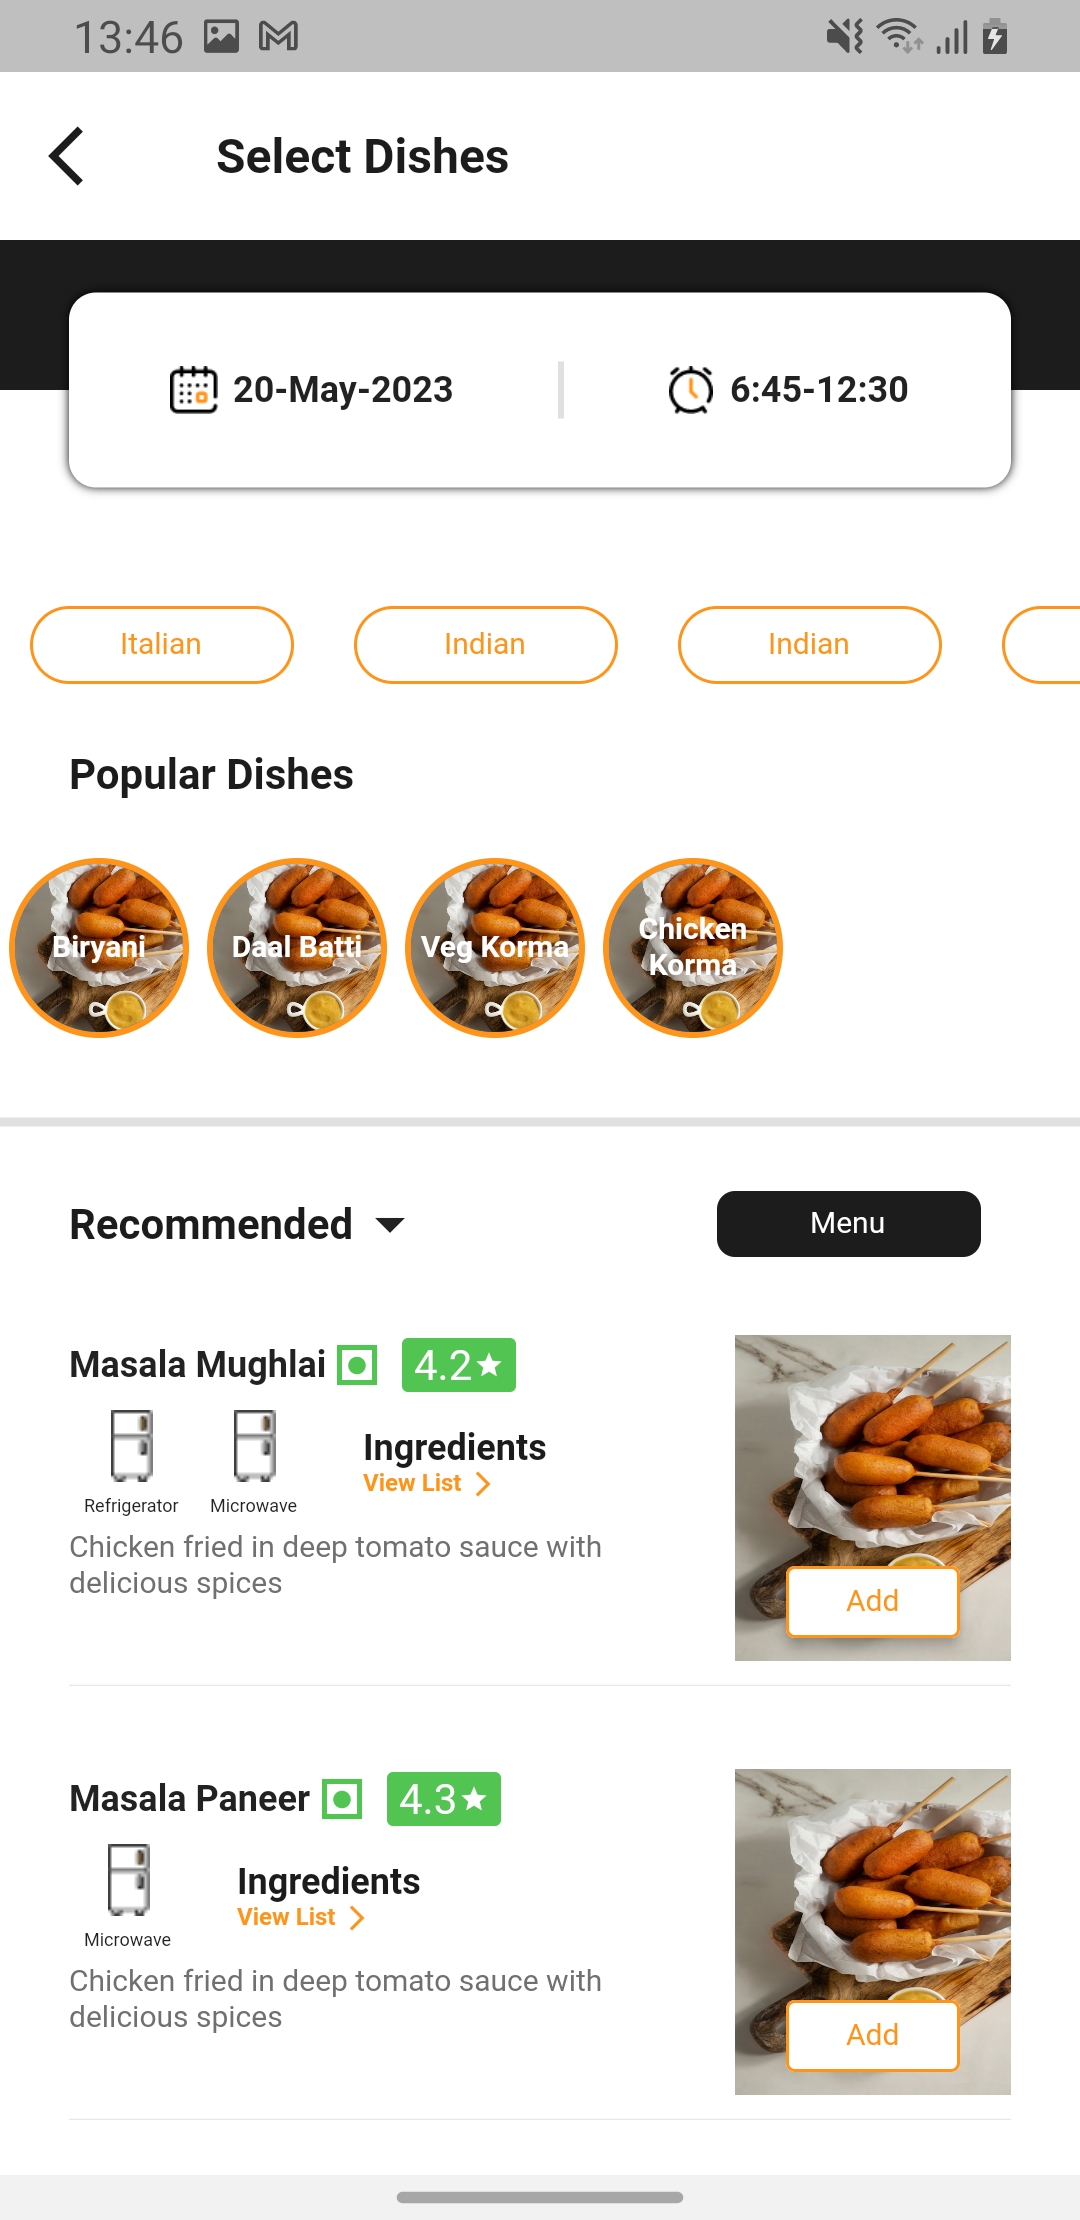 13:46
Select Dishes
20-May-2023
6:45-12:30
Italian
Indian
Indian
Popular Dishes
Biryani
Daal Batti
Veg Korma
Chicken
Korma
Recommended
Menu
Masala Mughlai
4.2
Ingredients
View List
Refrigerator
Microwave
Chicken fried in deep tomato sauce with
delicious spices
Add
Masala Paneer
4.3
Ingredients
View List
Microwave
Chicken fried in deep tomato sauce with
delicious spices
Add